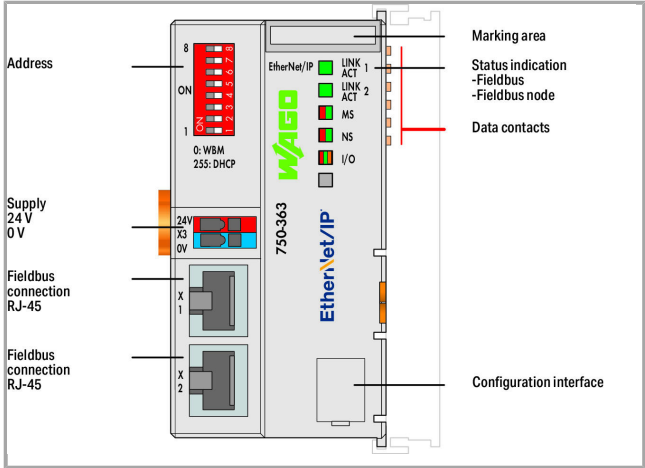 Marking area
Address
8
1
ON
ON
1 2 3 4 5 6 7 8
0: WBM
255: DHCP
EtherNet/IP
LINK
ACT 1
LINK
ACT 2
MS
NS
I/O
Status indication
-Fieldbus
-Fieldbus node
Data contacts
WAGO
750-363
EtherNet/IP
Supply
24 V
0 V
24V
X3
0V
Fieldbus
connection
RJ-45
X
1
Fieldbus
connection
RJ-45
X
2
Configuration interface